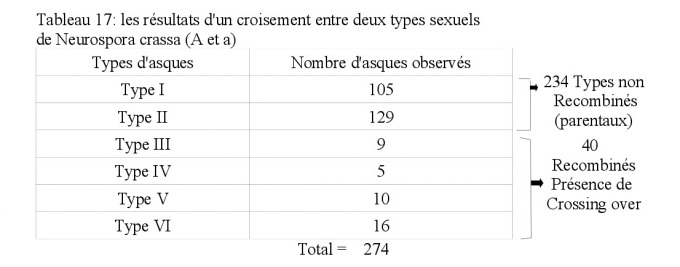 Tableau 17: les résultats d'un croisement entre deux types sexuels
de Neurospora crassa (A et a)
Types d'asques Nombre d'asques observés
Type I 105
Type II 129
Type III 9
Type IV 5
Type V 10
Type VI 16
Total = 274
234 Types non
Recombinés
(parentaux)
40
Recombinés
Présence de
Crossing over